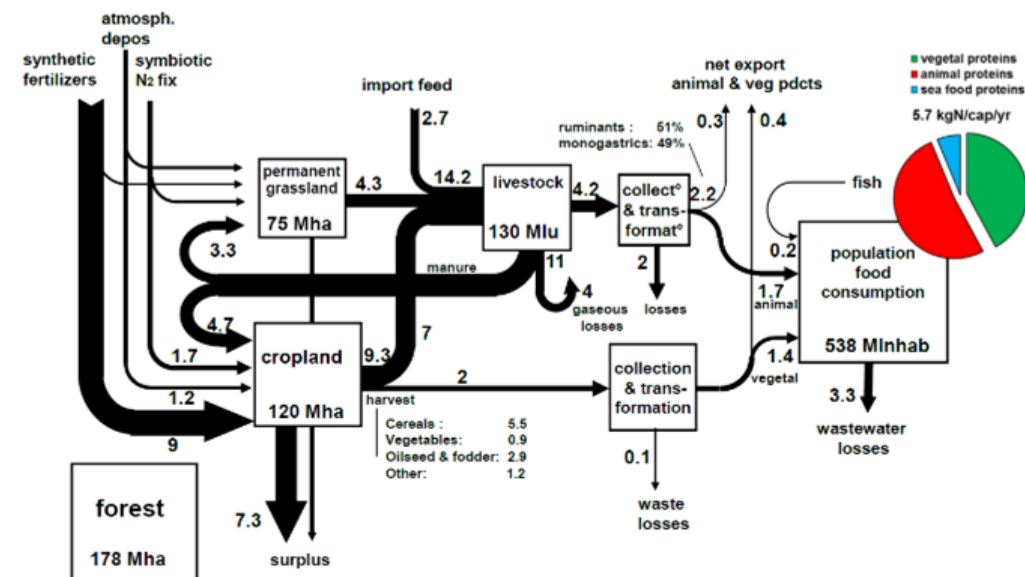 atmosph.
depos
synthetic
fertilizers
symbiotic
N₂ fix
import feed
2.7
net export
animal & veg pdcts
vegetal proteins
animal proteins
sea food proteins
5.7 kgN/cap/yr
ruminants : 51%
monogastrics: 49%
0.3
0.4
permanent
grassland
75 Mha
4.3
14.2
livestock
130 Mlu
4.2
collect°
& trans-
format°
2.2
fish
0.2
population
food
consumption
538 MInhab
3.3
manure
11
4
gaseous
losses
2
losses
1.7
animal
4.7
1.7
1.2
9
cropland
120 Mha
9.3
7
2
harvest
Cereals : 5.5
Vegetables: 0.9
Oilseed & fodder: 2.9
Other: 1.2
collection
& trans-
formation
1.4
vegetal
0.1
waste
losses
3.3
wastewater
losses
forest
178 Mha
7.3
surplus